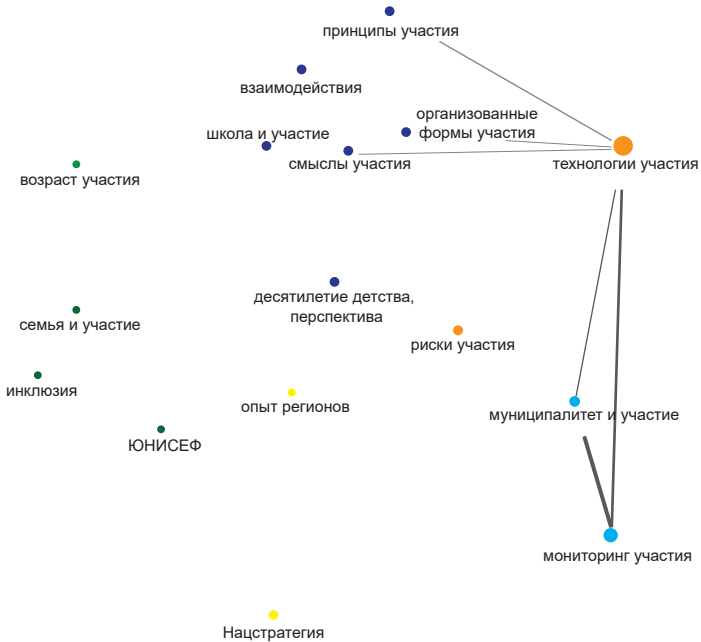 принципы участия
взаимодействия
организованные
формы участия
школа и участие
смыслы участия
технологии участия
возраст участия
десятилетие детства,
перспектива
семья и участие
риски участия
инклюзия
опыт регионов
муниципалитет и участие
ЮНИСЕФ
мониторинг участия
Нацстратегия